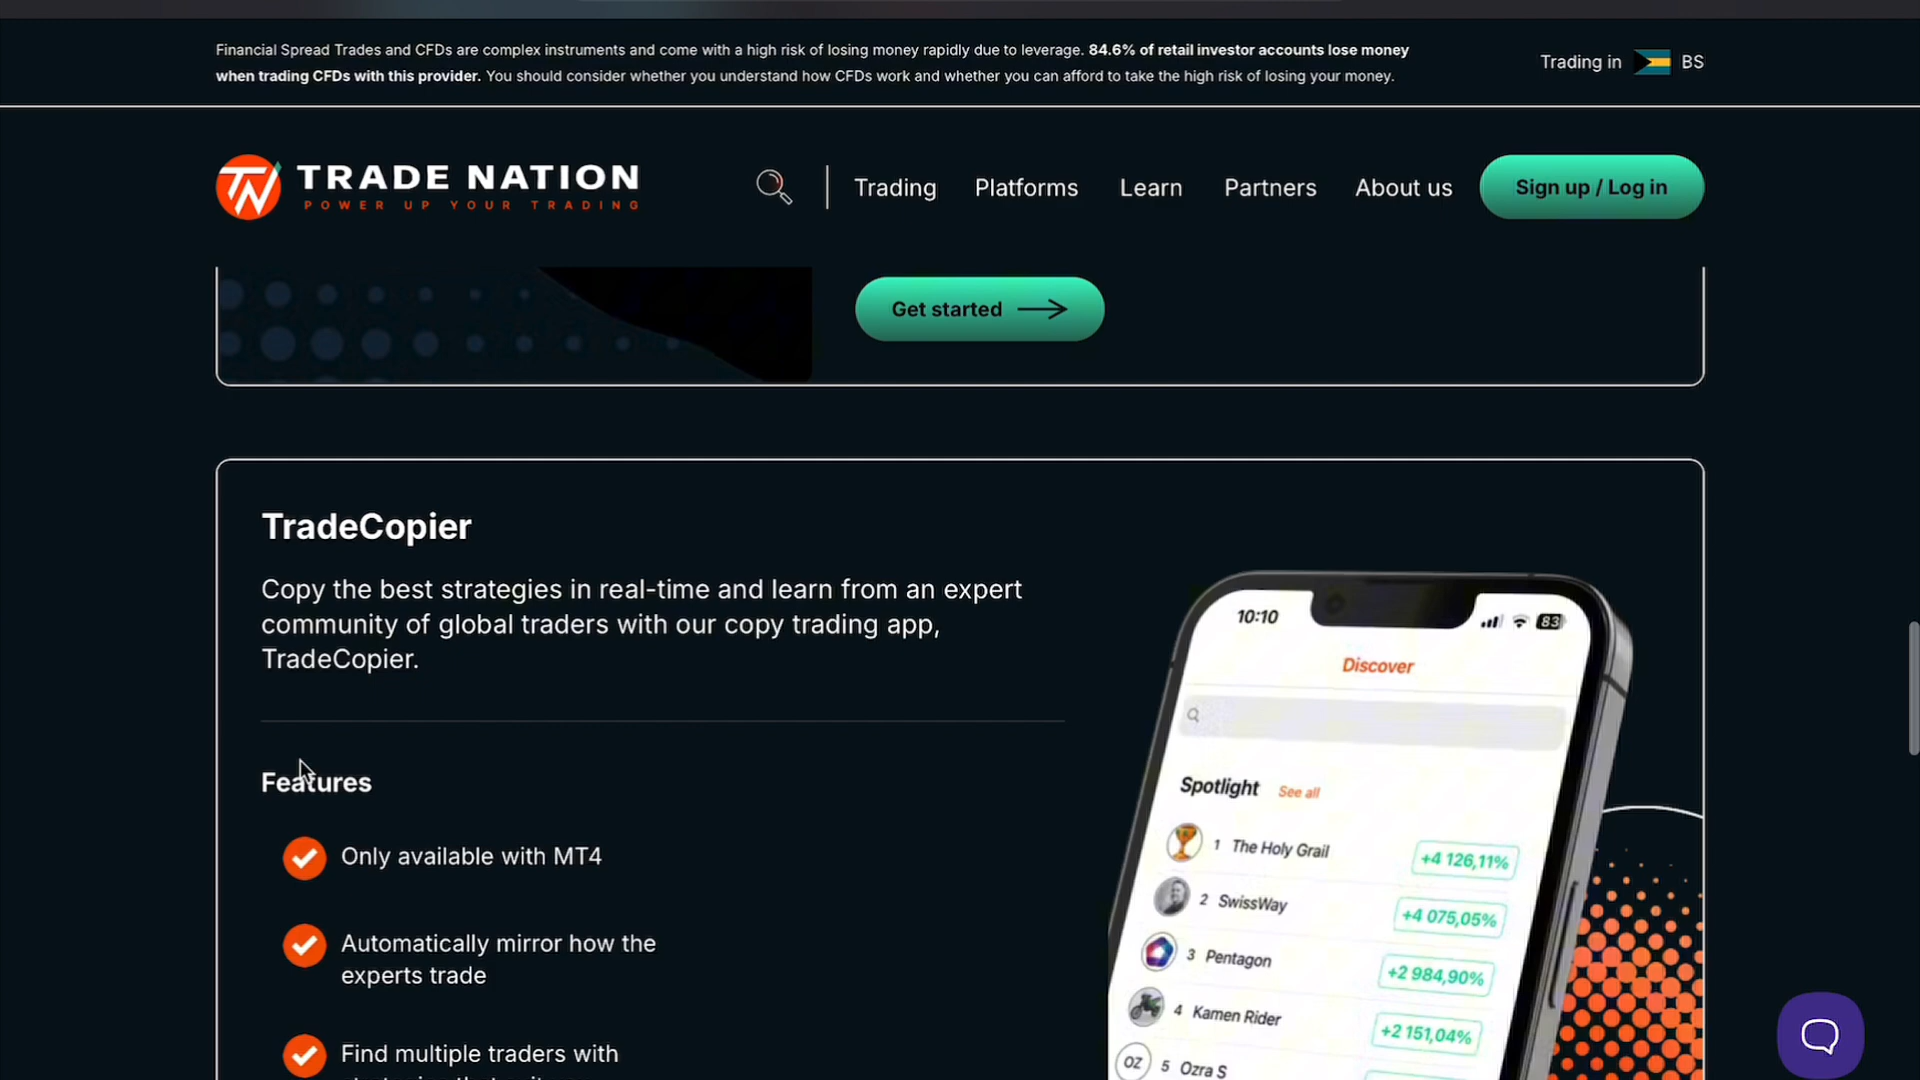 Financial Spread Trades and CFDs are complex instruments and come with a high risk of losing money rapidly due to leverage. 84.6% of retail investor accounts lose money
when trading CFDs with this provider. You should consider whether you understand how CFDs work and whether you can afford to take the high risk of losing your money.
Trading in BS
TRADE NATION
POWER UP YOUR TRADING
Trading Platforms Learn Partners About us Sign up / Log in
Get started
TradeCopier
Copy the best strategies in real-time and learn from an expert
community of global traders with our copy trading app,
TradeCopier.
Features
Only available with MT4
Automatically mirror how the
experts trade
Find multiple traders with
10:10 83
Discover
Spotlight See all
1 The Holy Grail +4 126,11%
2 SwissWay +4 075,05%
3 Pentagon +2 984,90%
4 Kamen Rider +2 151,04%
OZ 5 Ozra S